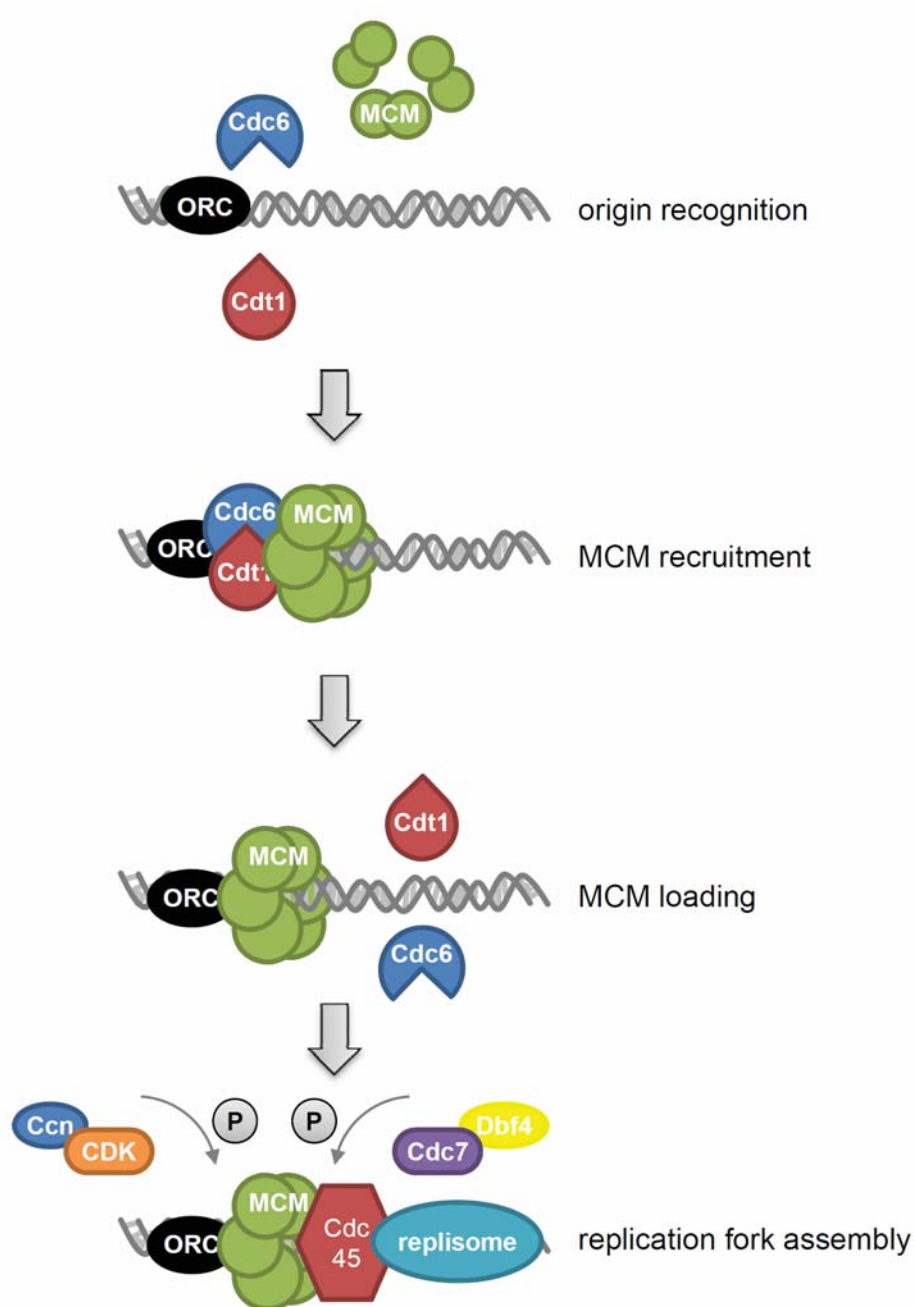 MCM
Cdc6
ORC
origin recognition
Cdt1
Cdc6
MCM
ORC
Cdt1
MCM recruitment
Cdt1
MCM
ORC
MCM loading
Cdc6
P
P
Ccn
CDK
Dbf4
Cdc7
MCM
ORC
Cdc
45
replisome
replication fork assembly